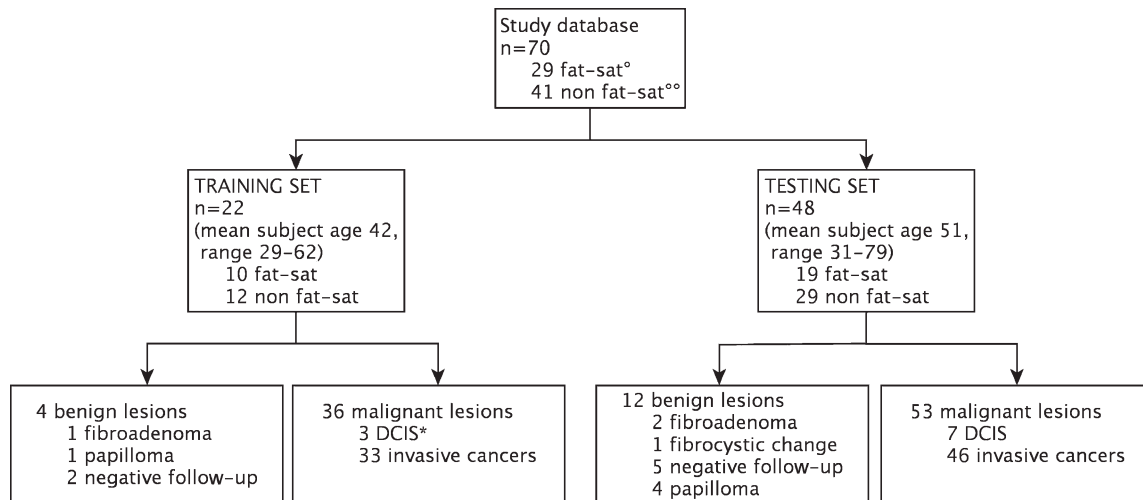 Study database
n=70
29 fat-sat°
41 non fat-sat°°
TRAINING SET
n=22
(mean subject age 42,
range 29-62)
10 fat-sat
12 non fat-sat
TESTING SET
n=48
(mean subject age 51,
range 31-79)
19 fat-sat
29 non fat-sat
4 benign lesions
1 fibroadenoma
1 papilloma
2 negative follow-up
36 malignant lesions
3 DCIS*
33 invasive cancers
12 benign lesions
2 fibroadenoma
1 fibrocystic change
5 negative follow-up
4 papilloma
53 malignant lesions
7 DCIS
46 invasive cancers